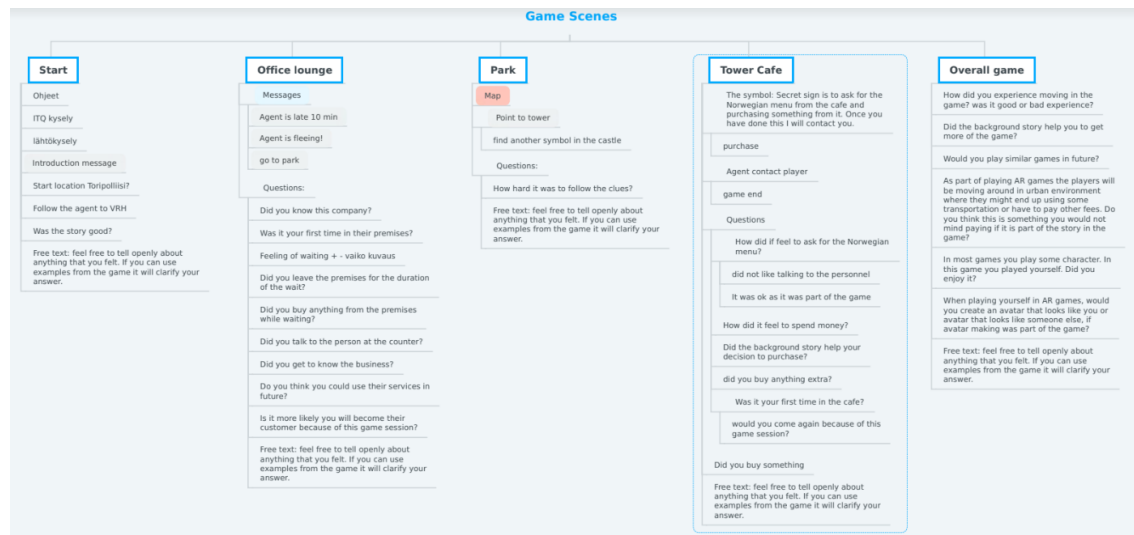 Game Scenes
Start
Ohjeet
ITQ kysely
lähtökysely
Introduction message
Start location Toripolliisi?
Follow the agent to VRH
Was the story good?
Free text: feel free to tell openly about
anything that you felt. If you can use
examples from the game it will clarify your
answer.
Office lounge
Messages
Agent is late 10 min
Agent is fleeing!
go to park
Questions:
Did you know this company?
Was it your first time in their premises?
Feeling of waiting + - vaiko kuvaus
Did you leave the premises for the duration
of the wait?
Did you buy anything from the premises
while waiting?
Did you talk to the person at the counter?
Did you get to know the business?
Do you think you could use their services in
future?
Is it more likely you will become their
customer because of this game session?
Free text: feel free to tell openly about
anything that you felt. If you can use
examples from the game it will clarify your
answer.
Park
Map
Point to tower
find another symbol in the castle
Questions:
How hard it was to follow the clues?
Free text: feel free to tell openly about
anything that you felt. If you can use
examples from the game it will clarify your
answer.
Tower Cafe
The symbol: Secret sign is to ask for the
Norwegian menu from the cafe and
purchasing something from it. Once you
have done this I will contact you.
purchase
Agent contact player
game end
Questions
How did if feel to ask for the Norwegian
menu?
did not like talking to the personnel
It was ok as it was part of the game
How did it feel to spend money?
Did the background story help your
decision to purchase?
did you buy anything extra?
Was it your first time in the cafe?
would you come again because of this
game session?
Did you buy something
Free text: feel free to tell openly about
anything that you felt. If you can use
examples from the game it will clarify your
answer.
Overall game
How did you experience moving in the
game? was it good or bad experience?
Did the background story help you to get
more of the game?
Would you play similar games in future?
As part of playing AR games the players will
be moving around in urban environment
where they might end up using some
transportation or have to pay other fees. Do
you think this is something you would not
mind paying if it is part of the story in the
game?
In most games you play some character. In
this game you played yourself. Did you
enjoy it?
When playing yourself in AR games, would
you create an avatar that looks like you or
avatar that looks like someone else, if
avatar making was part of the game?
Free text: feel free to tell openly about
anything that you felt. If you can use
examples from the game it will clarify your
answer.